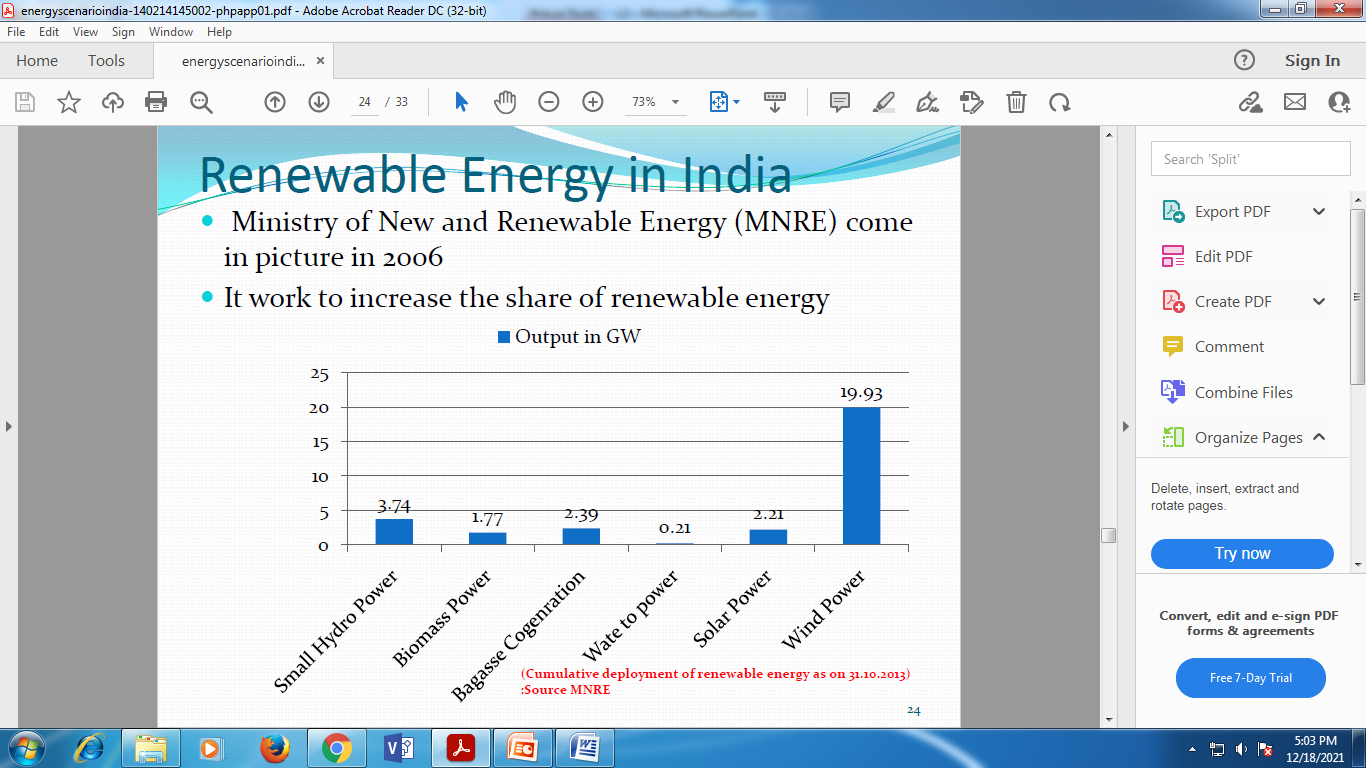 energyscenarioindia-140214145002-phpapp01.pdf - Adobe Acrobat Reader DC (32-bit)
File Edit View Sign Window Help
Home Tools energyscenarioindi... ×
Sign In
24 / 33
73%
Renewable Energy in India
Ministry of New and Renewable Energy (MNRE) come
in picture in 2006
It work to increase the share of renewable energy
Output in GW
25
20
15
10
5
0
3.74
1.77
2.39
0.21
2.21
19.93
Small Hydro Power
Biomass Power
Bagasse Cogenration
Wate to power
Solar Power
Wind Power
(Cumulative deployment of renewable energy as on 31.10.2013)
:Source MNRE
24
Search 'Split'
Export PDF
Edit PDF
Create PDF
Comment
Combine Files
Organize Pages
Delete, insert, extract and
rotate pages.
Try now
Convert, edit and e-sign PDF
forms & agreements
Free 7-Day Trial
5:03 PM
12/18/2021